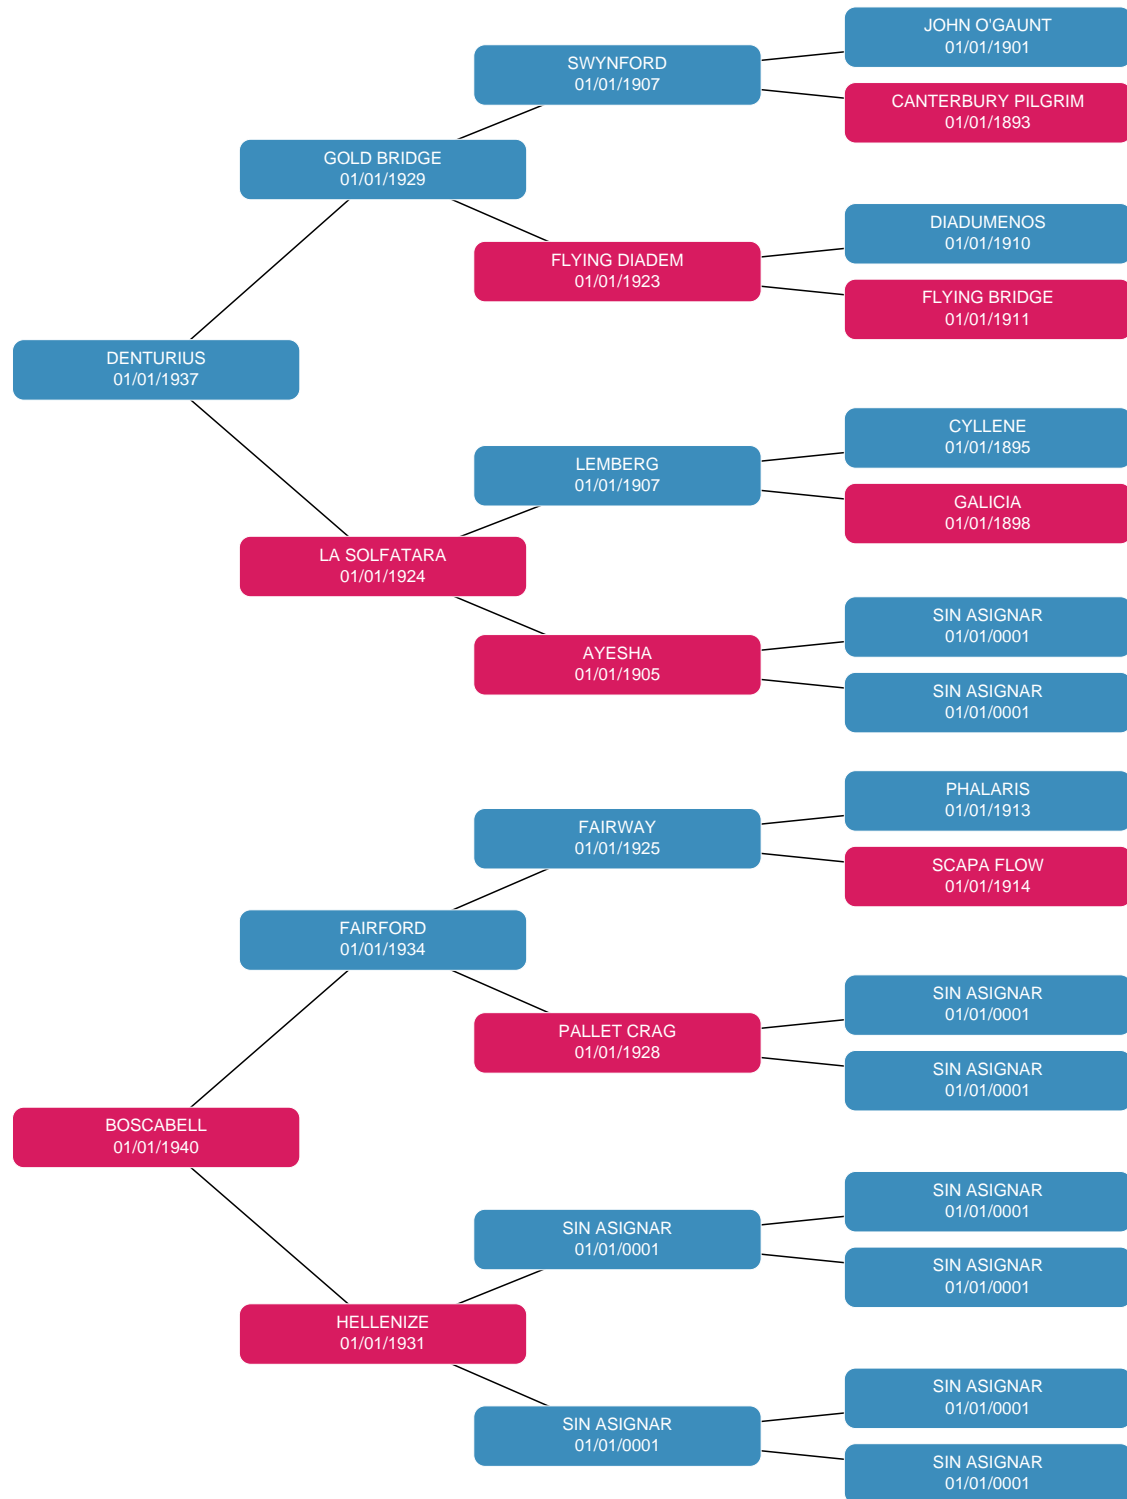 JOHN O'GAUNT
01/01/1901
SWYNFORD
01/01/1907
CANTERBURY PILGRIM
01/01/1893
GOLD BRIDGE
01/01/1929
DIADUMENOS
01/01/1910
FLYING DIADEM
01/01/1923
FLYING BRIDGE
01/01/1911
DENTURIUS
01/01/1937
CYLLENE
01/01/1895
LEMBERG
01/01/1907
GALICIA
01/01/1898
LA SOLFATARA
01/01/1924
SIN ASIGNAR
01/01/0001
AYESHA
01/01/1905
SIN ASIGNAR
01/01/0001
PHALARIS
01/01/1913
FAIRWAY
01/01/1925
SCAPA FLOW
01/01/1914
FAIRFORD
01/01/1934
SIN ASIGNAR
01/01/0001
PALLET CRAG
01/01/1928
SIN ASIGNAR
01/01/0001
BOSCABELL
01/01/1940
SIN ASIGNAR
01/01/0001
SIN ASIGNAR
01/01/0001
SIN ASIGNAR
01/01/0001
HELLENIZE
01/01/1931
SIN ASIGNAR
01/01/0001
SIN ASIGNAR
01/01/0001
SIN ASIGNAR
01/01/0001